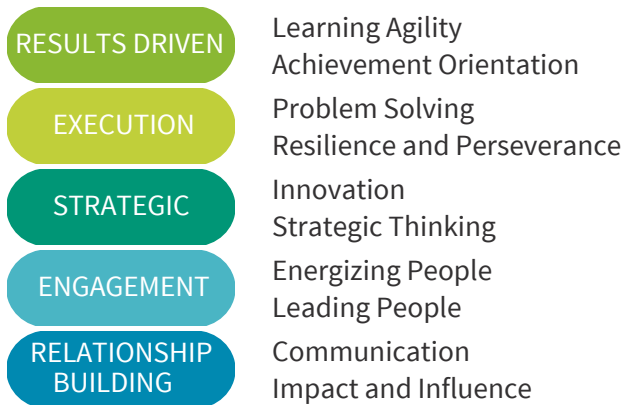 RESULTS DRIVEN
Learning Agility
Achievement Orientation
EXECUTION
Problem Solving
Resilience and Perseverance
STRATEGIC
Innovation
Strategic Thinking
ENGAGEMENT
Energizing People
Leading People
RELATIONSHIP
BUILDING
Communication
Impact and Influence